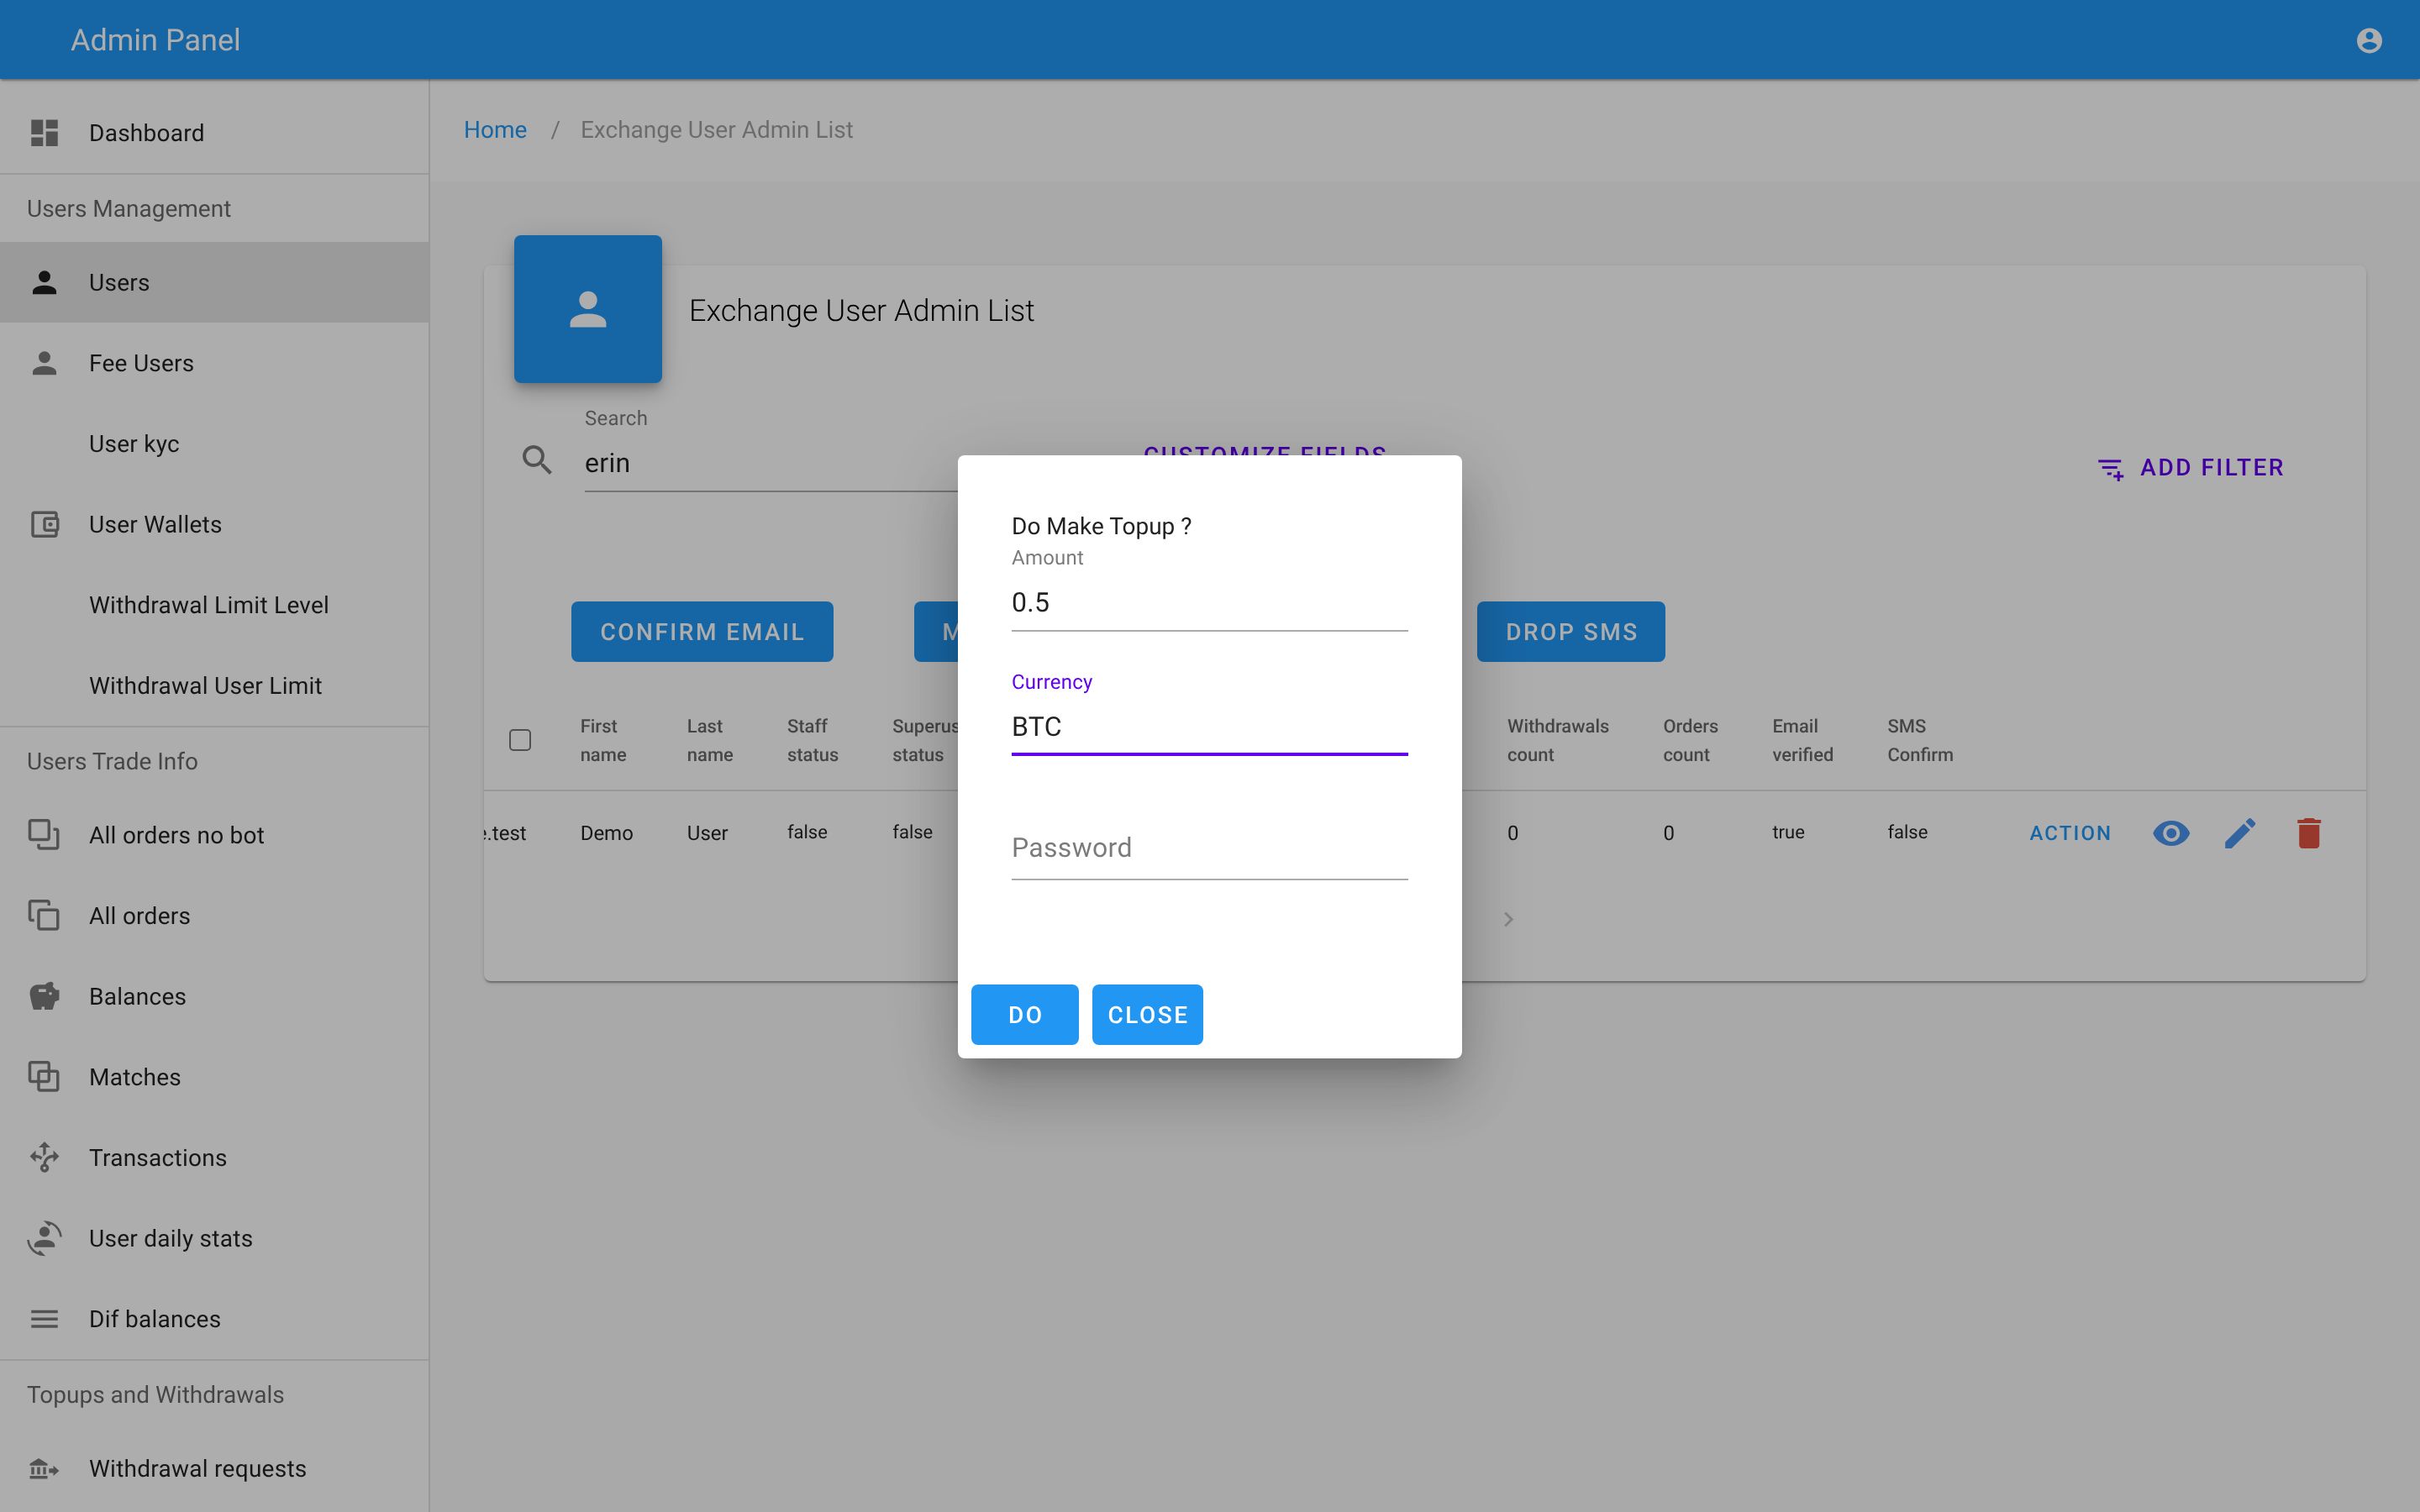 Admin Panel
Dashboard
Users Management
Users
Fee Users
User kyc
User Wallets
Withdrawal Limit Level
Withdrawal User Limit
Users Trade Info
All orders no bot
All orders
Balances
Matches
Transactions
User daily stats
Dif balances
Topups and Withdrawals
Withdrawal requests
Home / Exchange User Admin List
Exchange User Admin List
Search
erin
CUSTOMIZE FIELDS
ADD FILTER
CONFIRM EMAIL
DROP SMS
First name
Last name
Staff status
Superus status
Withdrawals count
Orders count
Email verified
SMS Confirm
.test Demo User false false 0 0 true false ACTION
Do Make Topup ?
Amount
0.5
Currency
BTC
Password
DO CLOSE